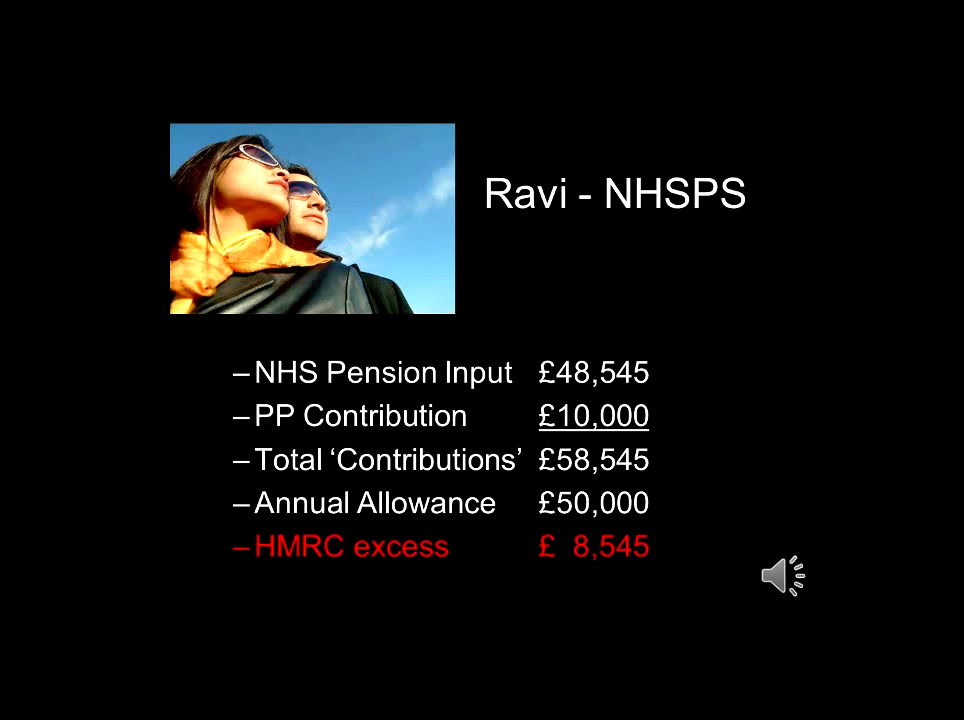 Ravi - NHSPS
–NHS Pension Input £48,545
–PP Contribution £10,000
–Total ‘Contributions’ £58,545
–Annual Allowance £50,000
–HMRC excess £ 8,545